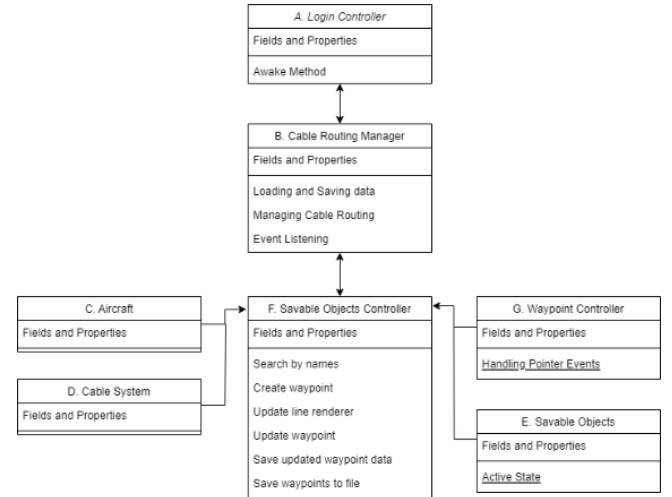 A. Login Controller
Fields and Properties
Awake Method
B. Cable Routing Manager
Fields and Properties
Loading and Saving data
Managing Cable Routing
Event Listening
C. Aircraft
Fields and Properties
D. Cable System
Fields and Properties
F. Savable Objects Controller
Fields and Properties
Search by names
Create waypoint
Update line renderer
Update waypoint
Save updated waypoint data
Save waypoints to file
G. Waypoint Controller
Fields and Properties
Handling Pointer Events
E. Savable Objects
Fields and Properties
Active State